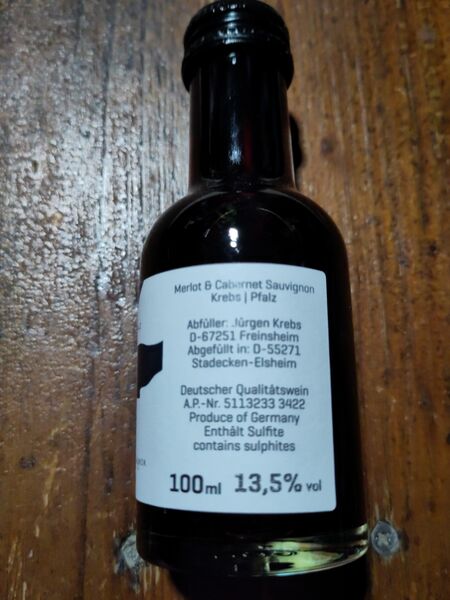 Merlot & Cabernet Sauvignon
Krebs | Pfalz
Abfüller: Jürgen Krebs
D-67251 Freinsheim
Abgefüllt in: D-55271
Stadecken-Elsheim
Deutscher Qualitätswein
A.P.-Nr. 5113233 3422
Produce of Germany
Enthält Sulfite
contains sulphites
100ml 13,5% vol